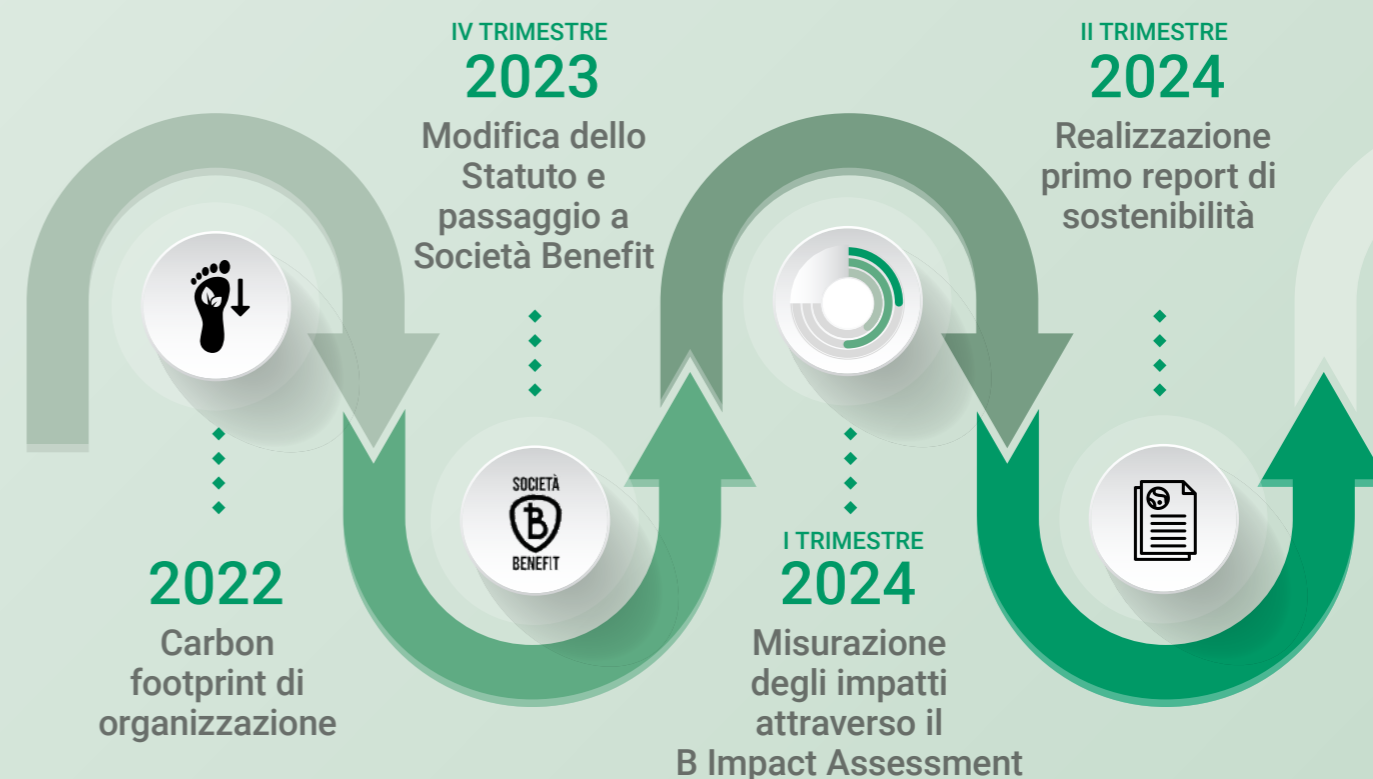 2022
Carbon
footprint di
organizzazione
IV TRIMESTRE
2023
Modifica dello
Statuto e
passaggio a
Società Benefit
SOCIETÀ
B
BENEFIT
I TRIMESTRE
2024
Misurazione
degli impatti
attraverso il
B Impact Assessment
II TRIMESTRE
2024
Realizzazione
primo report di
sostenibilità